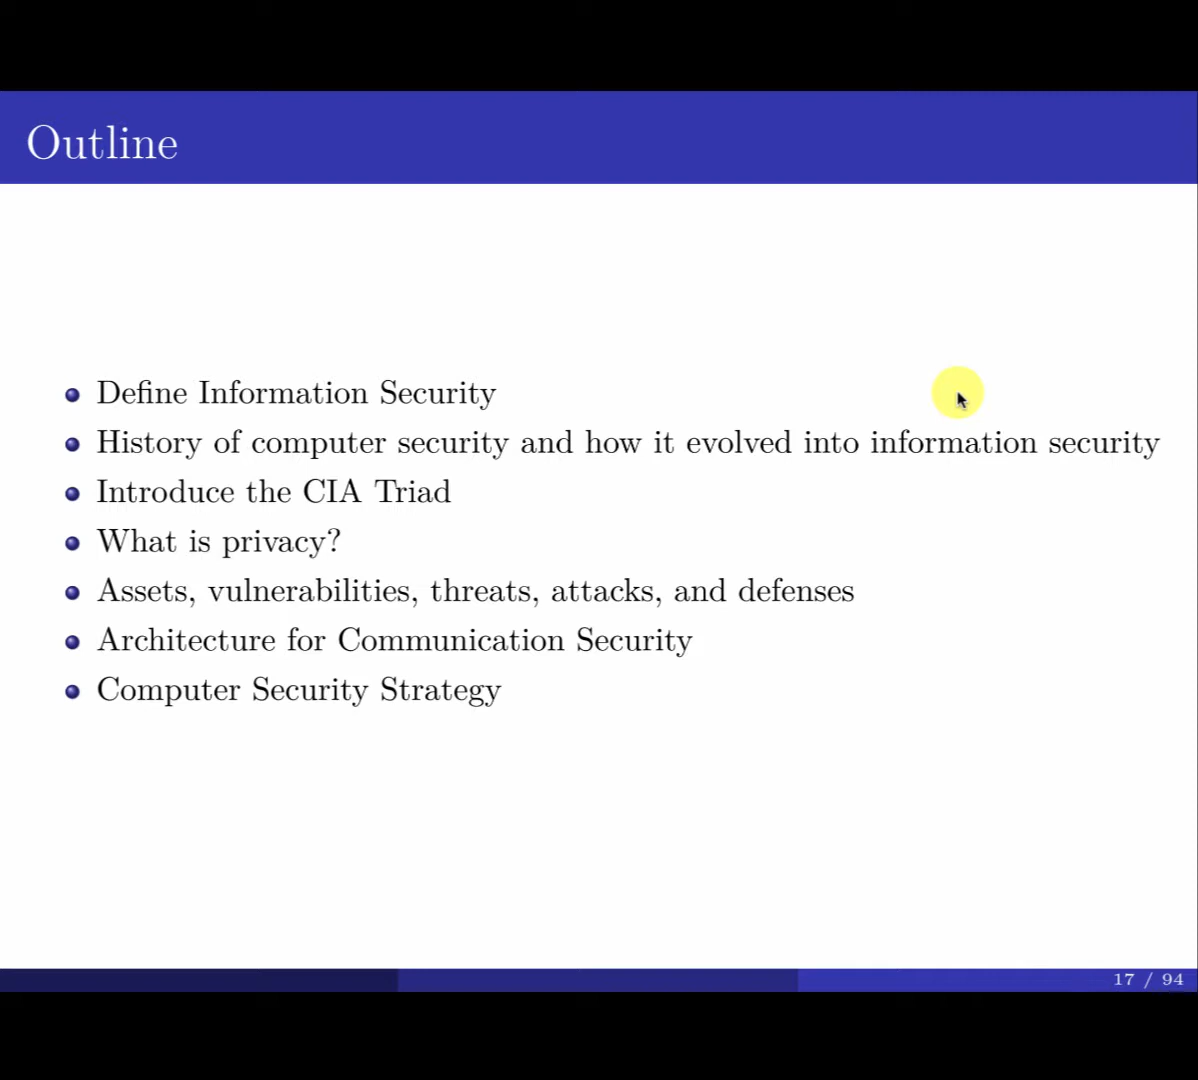 Outline
Define Information Security
History of computer security and how it evolved into information security
Introduce the CIA Triad
What is privacy?
Assets, vulnerabilities, threats, attacks, and defenses
Architecture for Communication Security
Computer Security Strategy
17 / 94